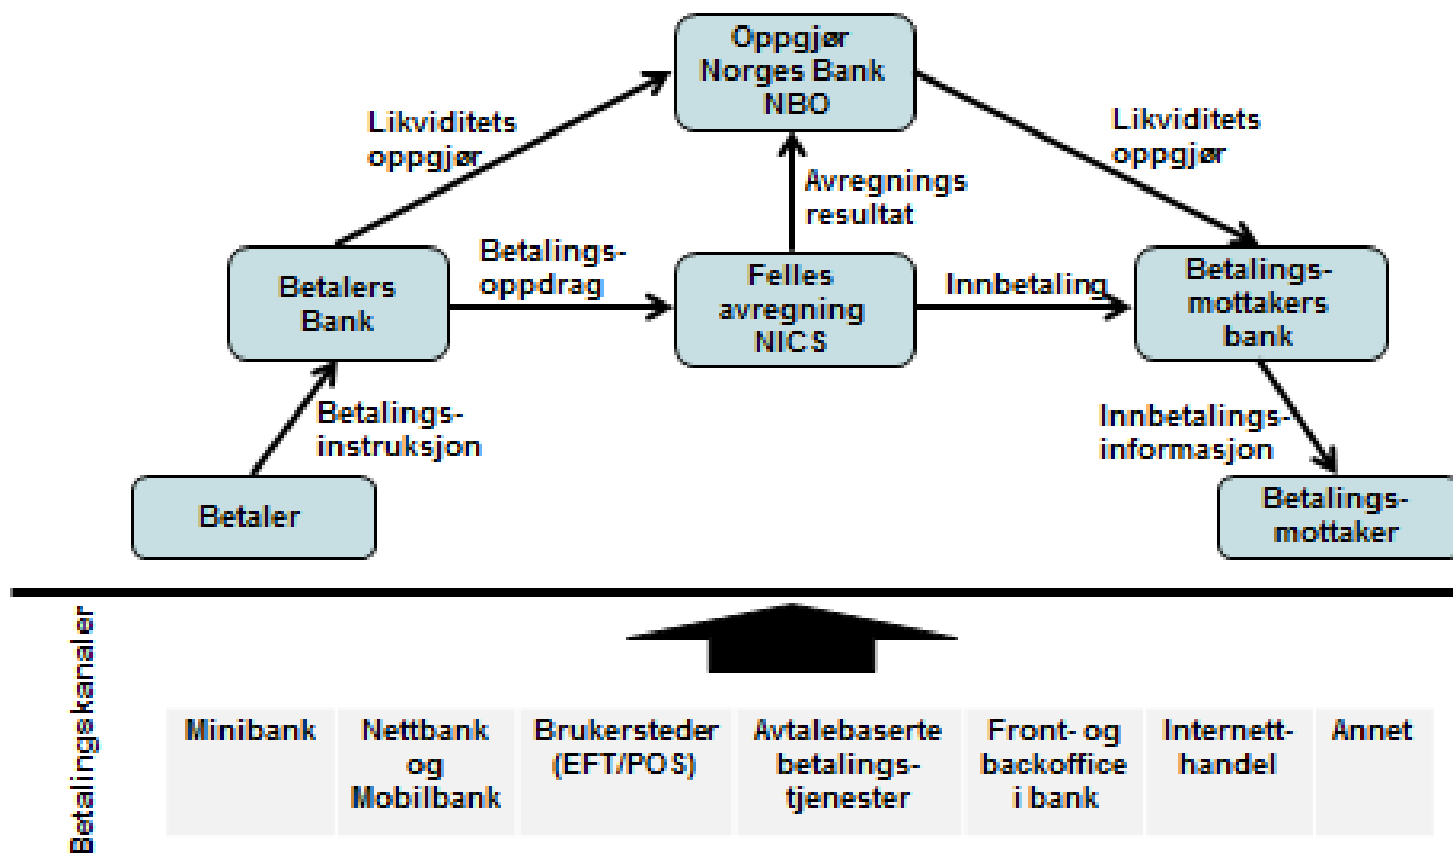 Oppgjør
Norges Bank
NBO
Likviditets
oppgjør
Likviditets
oppgjør
Avregnings
resultat
Betalers
Bank
Betalings-
oppdrag
Felles
avregning
NICS
Innbetaling
Betalings-
mottakers
bank
Betalings-
instruksjon
Innbetalings-
informasjon
Betaler
Betalings-
mottaker
Betalingskanaler
Minibank
Nettbank
og
Mobilbank
Brukersteder
(EFT/POS)
Avtalebaserte
betalings-
tjenester
Front- og
backoffice
i bank
Internett-
handel
Annet